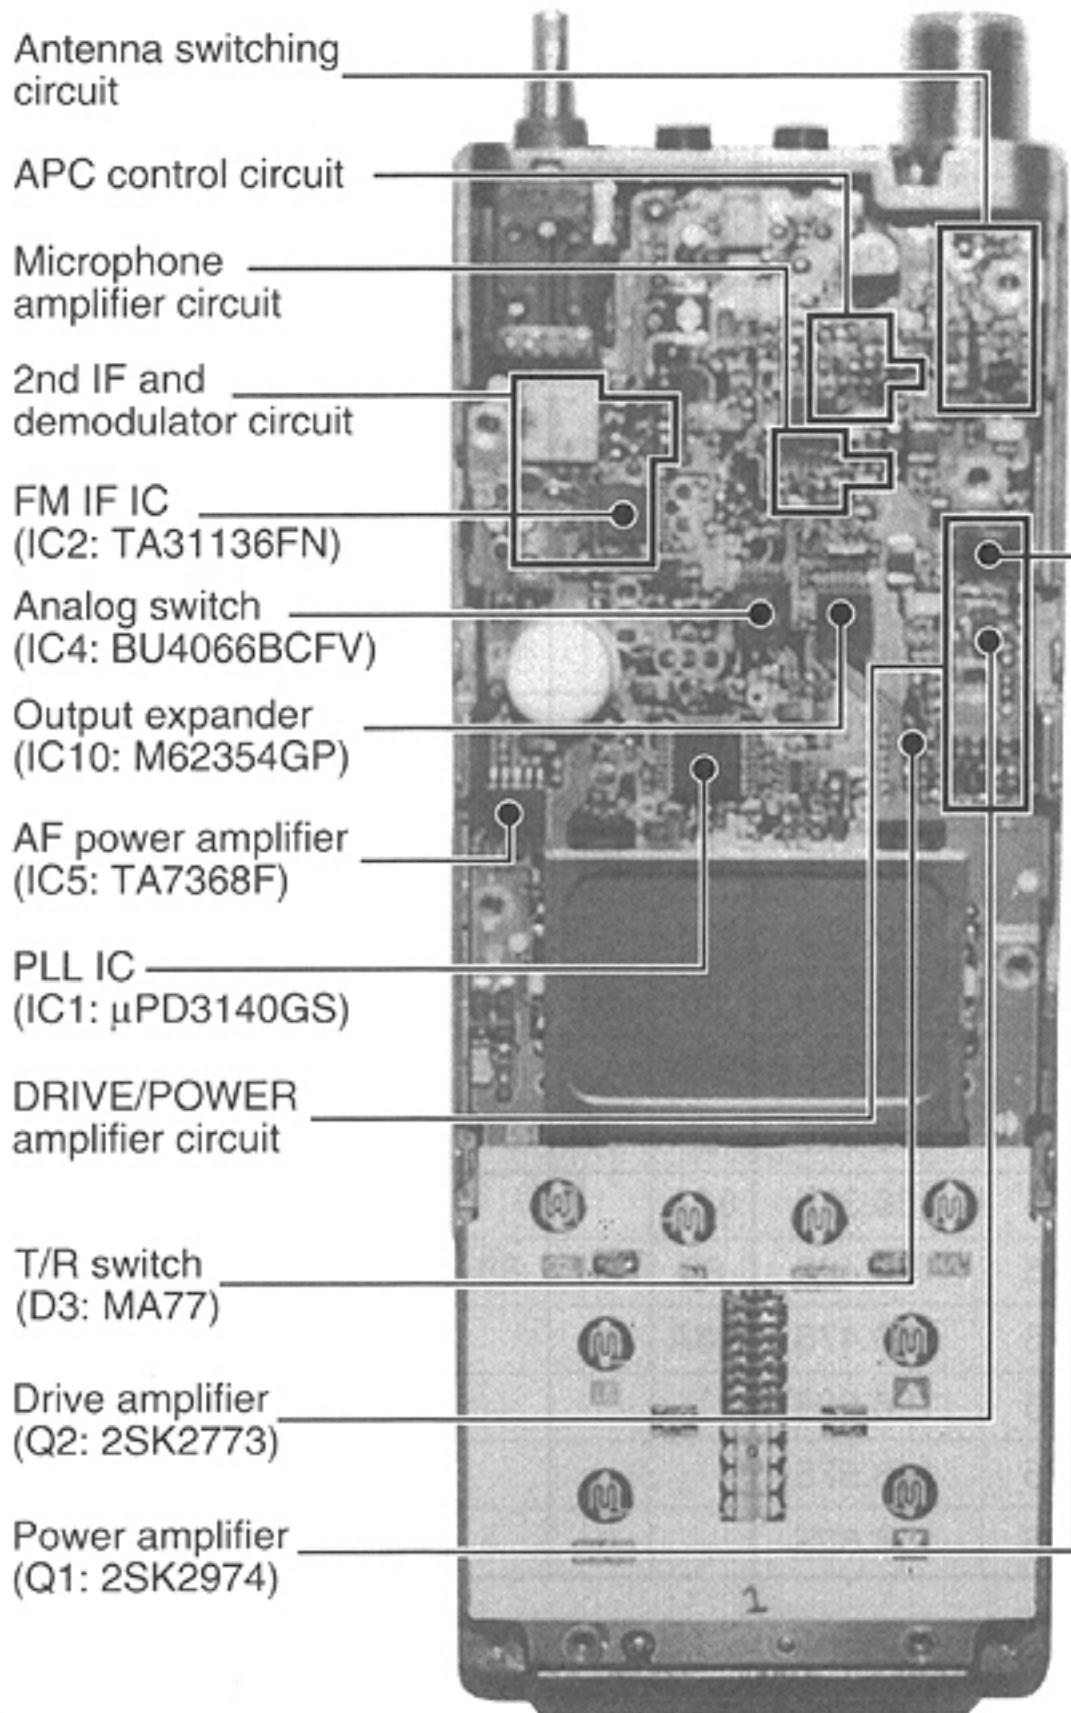 Antenna switching
circuit
APC control circuit
Microphone
amplifier circuit
2nd IF and
demodulator circuit
FM IF IC
(IC2: TA31136FN)
Analog switch
(IC4: BU4066BCFV)
Output expander
(IC10: M62354GP)
AF power amplifier
(IC5: TA7368F)
PLL IC
(IC1: μPD3140GS)
DRIVE/POWER
amplifier circuit
T/R switch
(D3: MA77)
Drive amplifier
(Q2: 2SK2773)
Power amplifier
(Q1: 2SK2974)
1